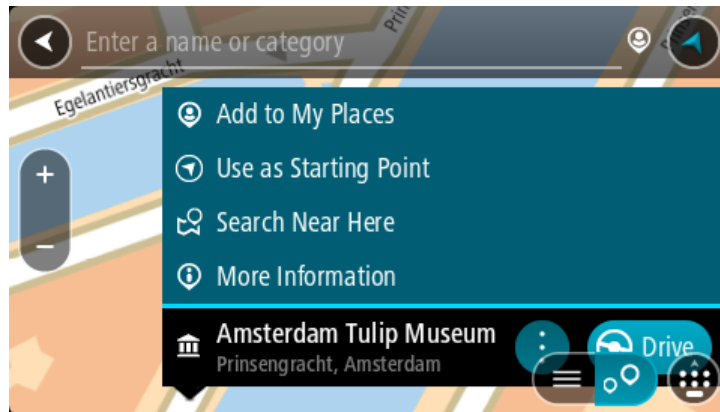 Enter a name or category
Prin
Egelantiersgracht
Add to My Places
Use as Starting Point
Search Near Here
More Information
Amsterdam Tulip Museum
Prinsengracht, Amsterdam
Drive